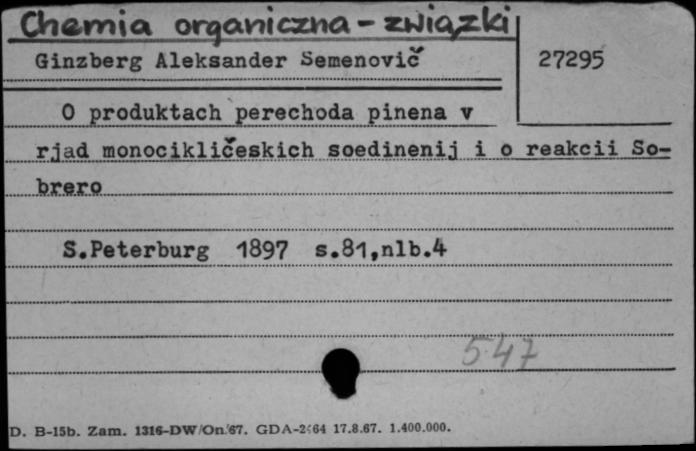 Chemia organiczna - związki
Ginzberg Aleksander Semenovič
27295
O produktach perechoda pinena v
rjad monocikličeskich soedinenij i o reakcii So-
brero
S.Peterburg 1897 s.81,nlb.4
547
D. B-15b. Zam. 1316-DW/On/67. GDA-2464 17.8.67. 1.400.000.